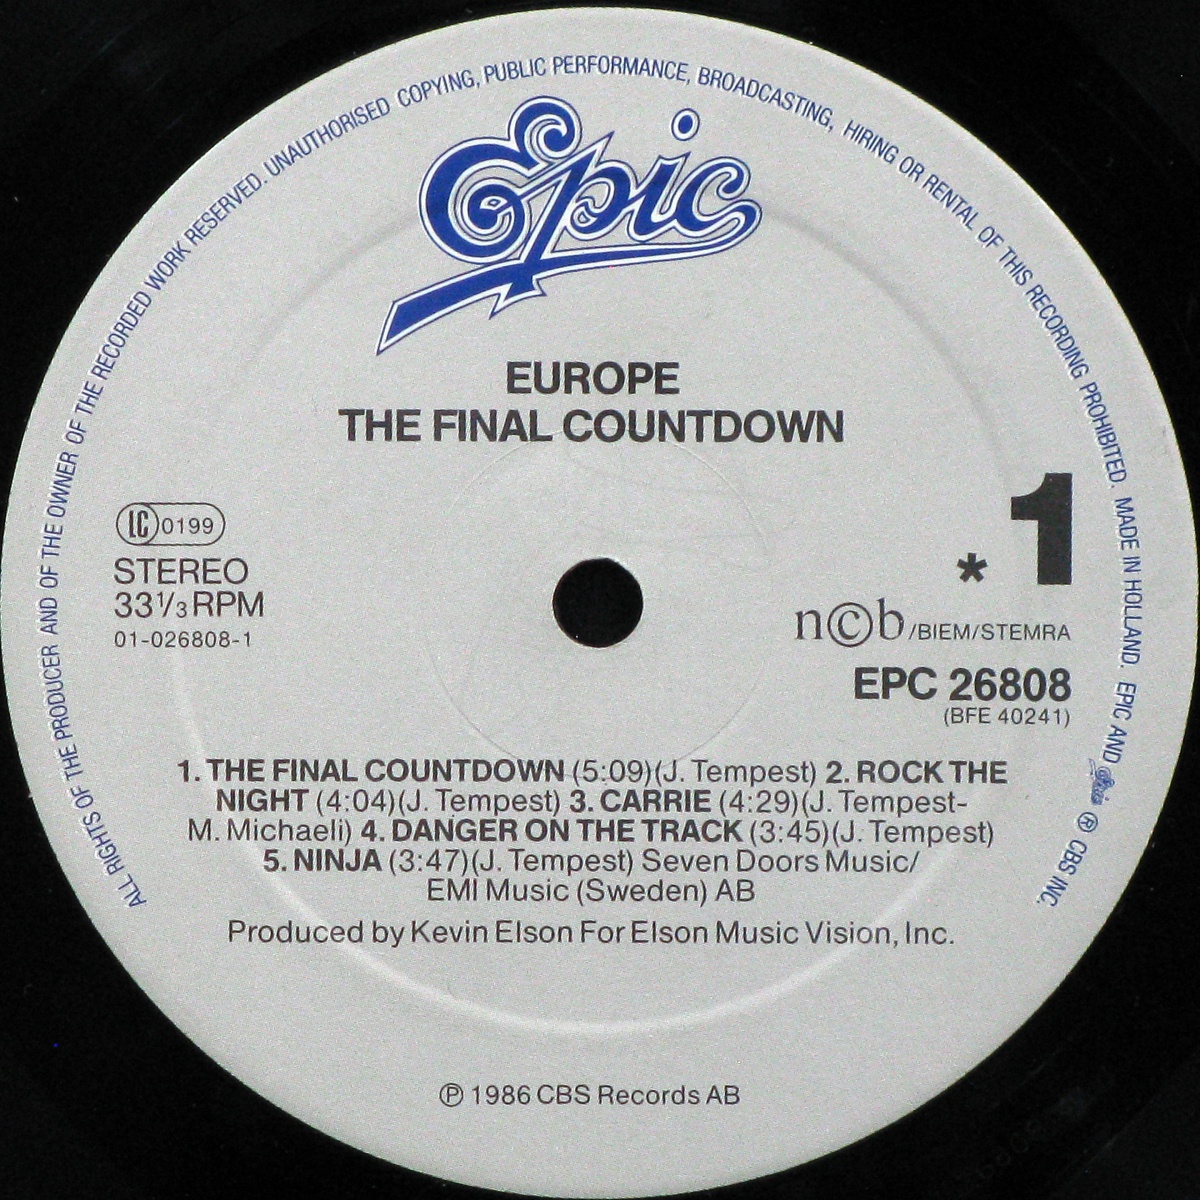 ALL RIGHTS OF THE PRODUCER AND OF THE OWNER OF THE RECORDED WORK RESERVED. UNAUTHORISED COPYING, PUBLIC PERFORMANCE, BROADCASTING, HIRING OR RENTAL OF THIS RECORDING PROHIBITED. MADE IN HOLLAND. EPIC AND Epic ® CBS INC.
Epic
EUROPE
THE FINAL COUNTDOWN
LC 0199
STEREO
33 1/3 RPM
01-026808-1
* 1
n©b/BIEM/STEMRA
EPC 26808
(BFE 40241)
1. THE FINAL COUNTDOWN (5:09)(J. Tempest) 2. ROCK THE
NIGHT (4:04)(J. Tempest) 3. CARRIE (4:29)(J. Tempest-
M. Michaeli) 4. DANGER ON THE TRACK (3:45)(J. Tempest)
5. NINJA (3:47)(J. Tempest) Seven Doors Music/
EMI Music (Sweden) AB
Produced by Kevin Elson For Elson Music Vision, Inc.
℗ 1986 CBS Records AB